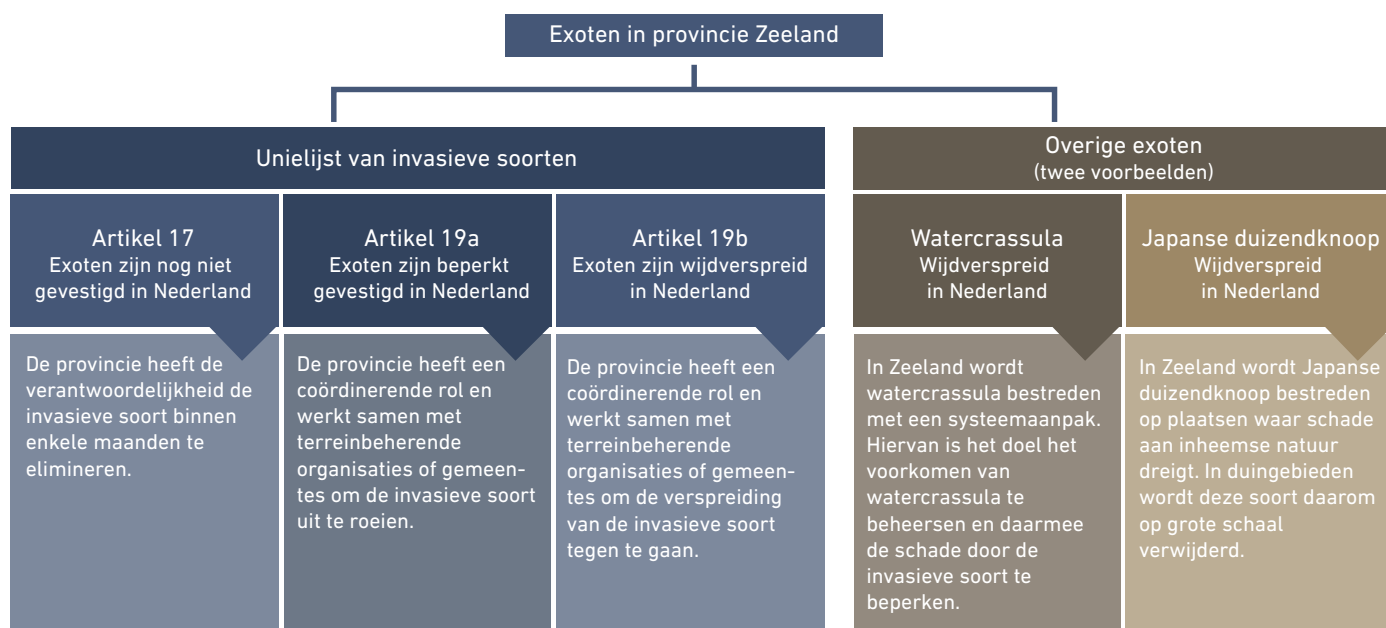 Exoten in provincie Zeeland
Unielijst van invasieve soorten
Overige exoten
(twee voorbeelden)
Artikel 17
Exoten zijn nog niet
gevestigd in Nederland
Artikel 19a
Exoten zijn beperkt
gevestigd in Nederland
Artikel 19b
Exoten zijn wijdverspreid
in Nederland
Watercrassula
Wijdverspreid
in Nederland
Japanse duizendknoop
Wijdverspreid
in Nederland
De provincie heeft de
verantwoordelijkheid de
invasieve soort binnen
enkele maanden te
elimineren.
De provincie heeft een
coördinerende rol en
werkt samen met
terreinbeherende
organisaties of gemeen-
tes om de invasieve soort
uit te roeien.
De provincie heeft een
coördinerende rol en
werkt samen met
terreinbeherende
organisaties of gemeen-
tes om de verspreiding
van de invasieve soort
tegen te gaan.
In Zeeland wordt
watercrassula bestreden
met een systeemaanpak.
Hiervan is het doel het
voorkomen van
watercrassula te
beheersen en daarmee
de schade door de
invasieve soort te
beperken.
In Zeeland wordt Japanse
duizendknoop bestreden
op plaatsen waar schade
aan inheemse natuur
dreigt. In duingebieden
wordt deze soort daarom
op grote schaal
verwijderd.